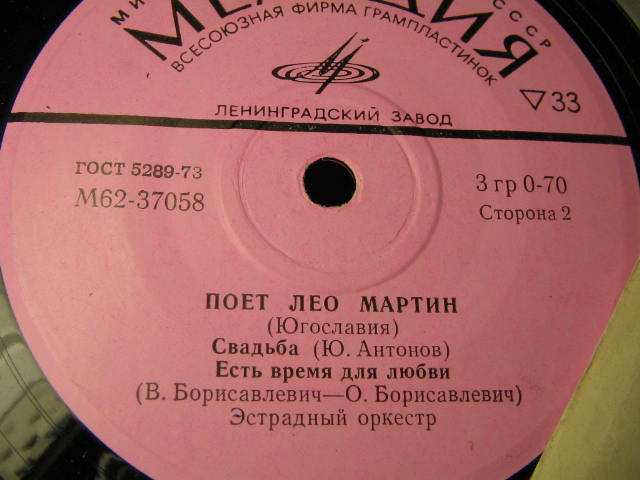 СССР
ВСЕСОЮЗНАЯ ФИРМА ГРАМПЛАСТИНОК
33
ЛЕНИНГРАДСКИЙ ЗАВОД
ГОСТ 5289-73
М62-37058
3 гр 0-70
Сторона 2
ПОЕТ ЛЕО МАРТИН
(Югославия)
Свадьба (Ю. Антонов)
Есть время для любви
(В. Борисавлевич—О. Борисавлевич)
Эстрадный оркестр